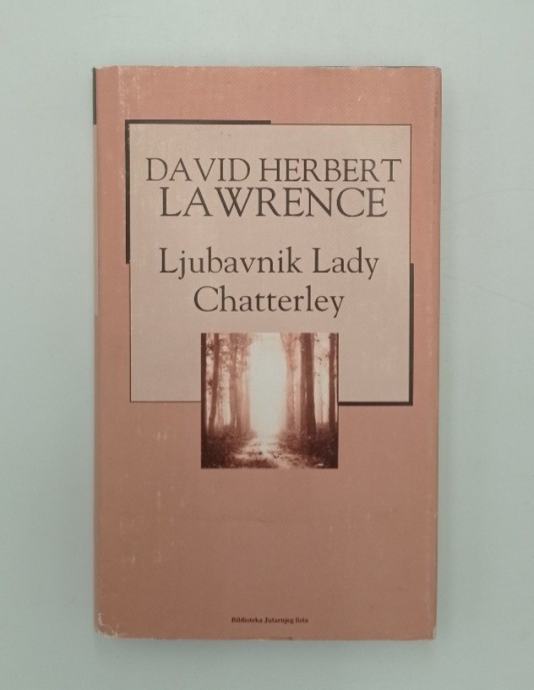 DAVID HERBERT
LAWRENCE
Ljubavnik Lady
Chatterley
Biblioteka Jutarnjeg lista